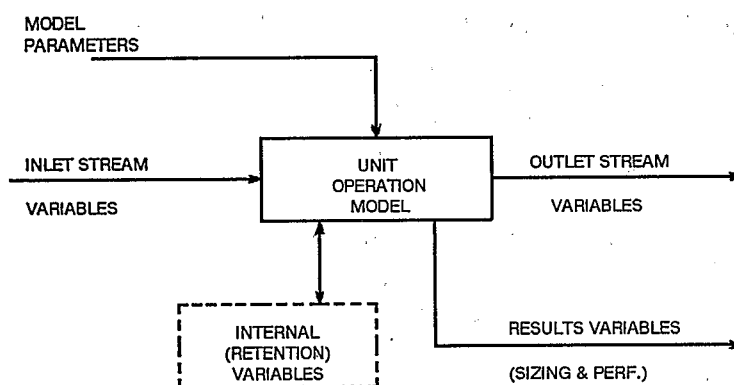 MODEL
PARAMETERS
INLET STREAM
VARIABLES
UNIT
OPERATION
MODEL
OUTLET STREAM
VARIABLES
INTERNAL
(RETENTION)
VARIABLES
RESULTS VARIABLES
(SIZING & PERF.)